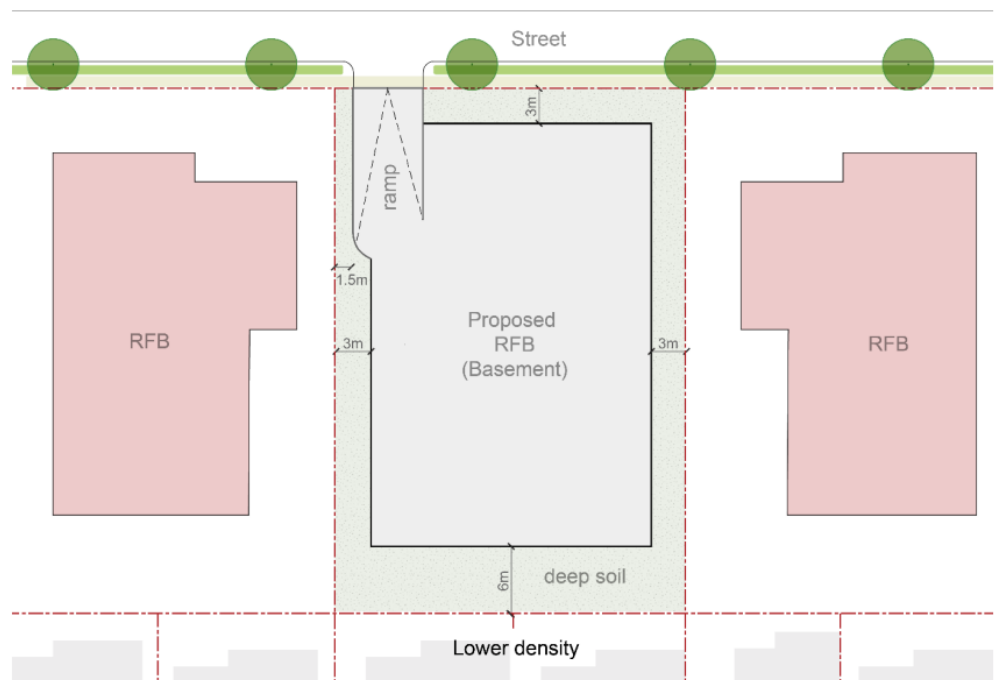 Street
3m
ramp
1.5m
RFB
Proposed
RFB
(Basement)
3m
3m
RFB
6m
deep soil
Lower density